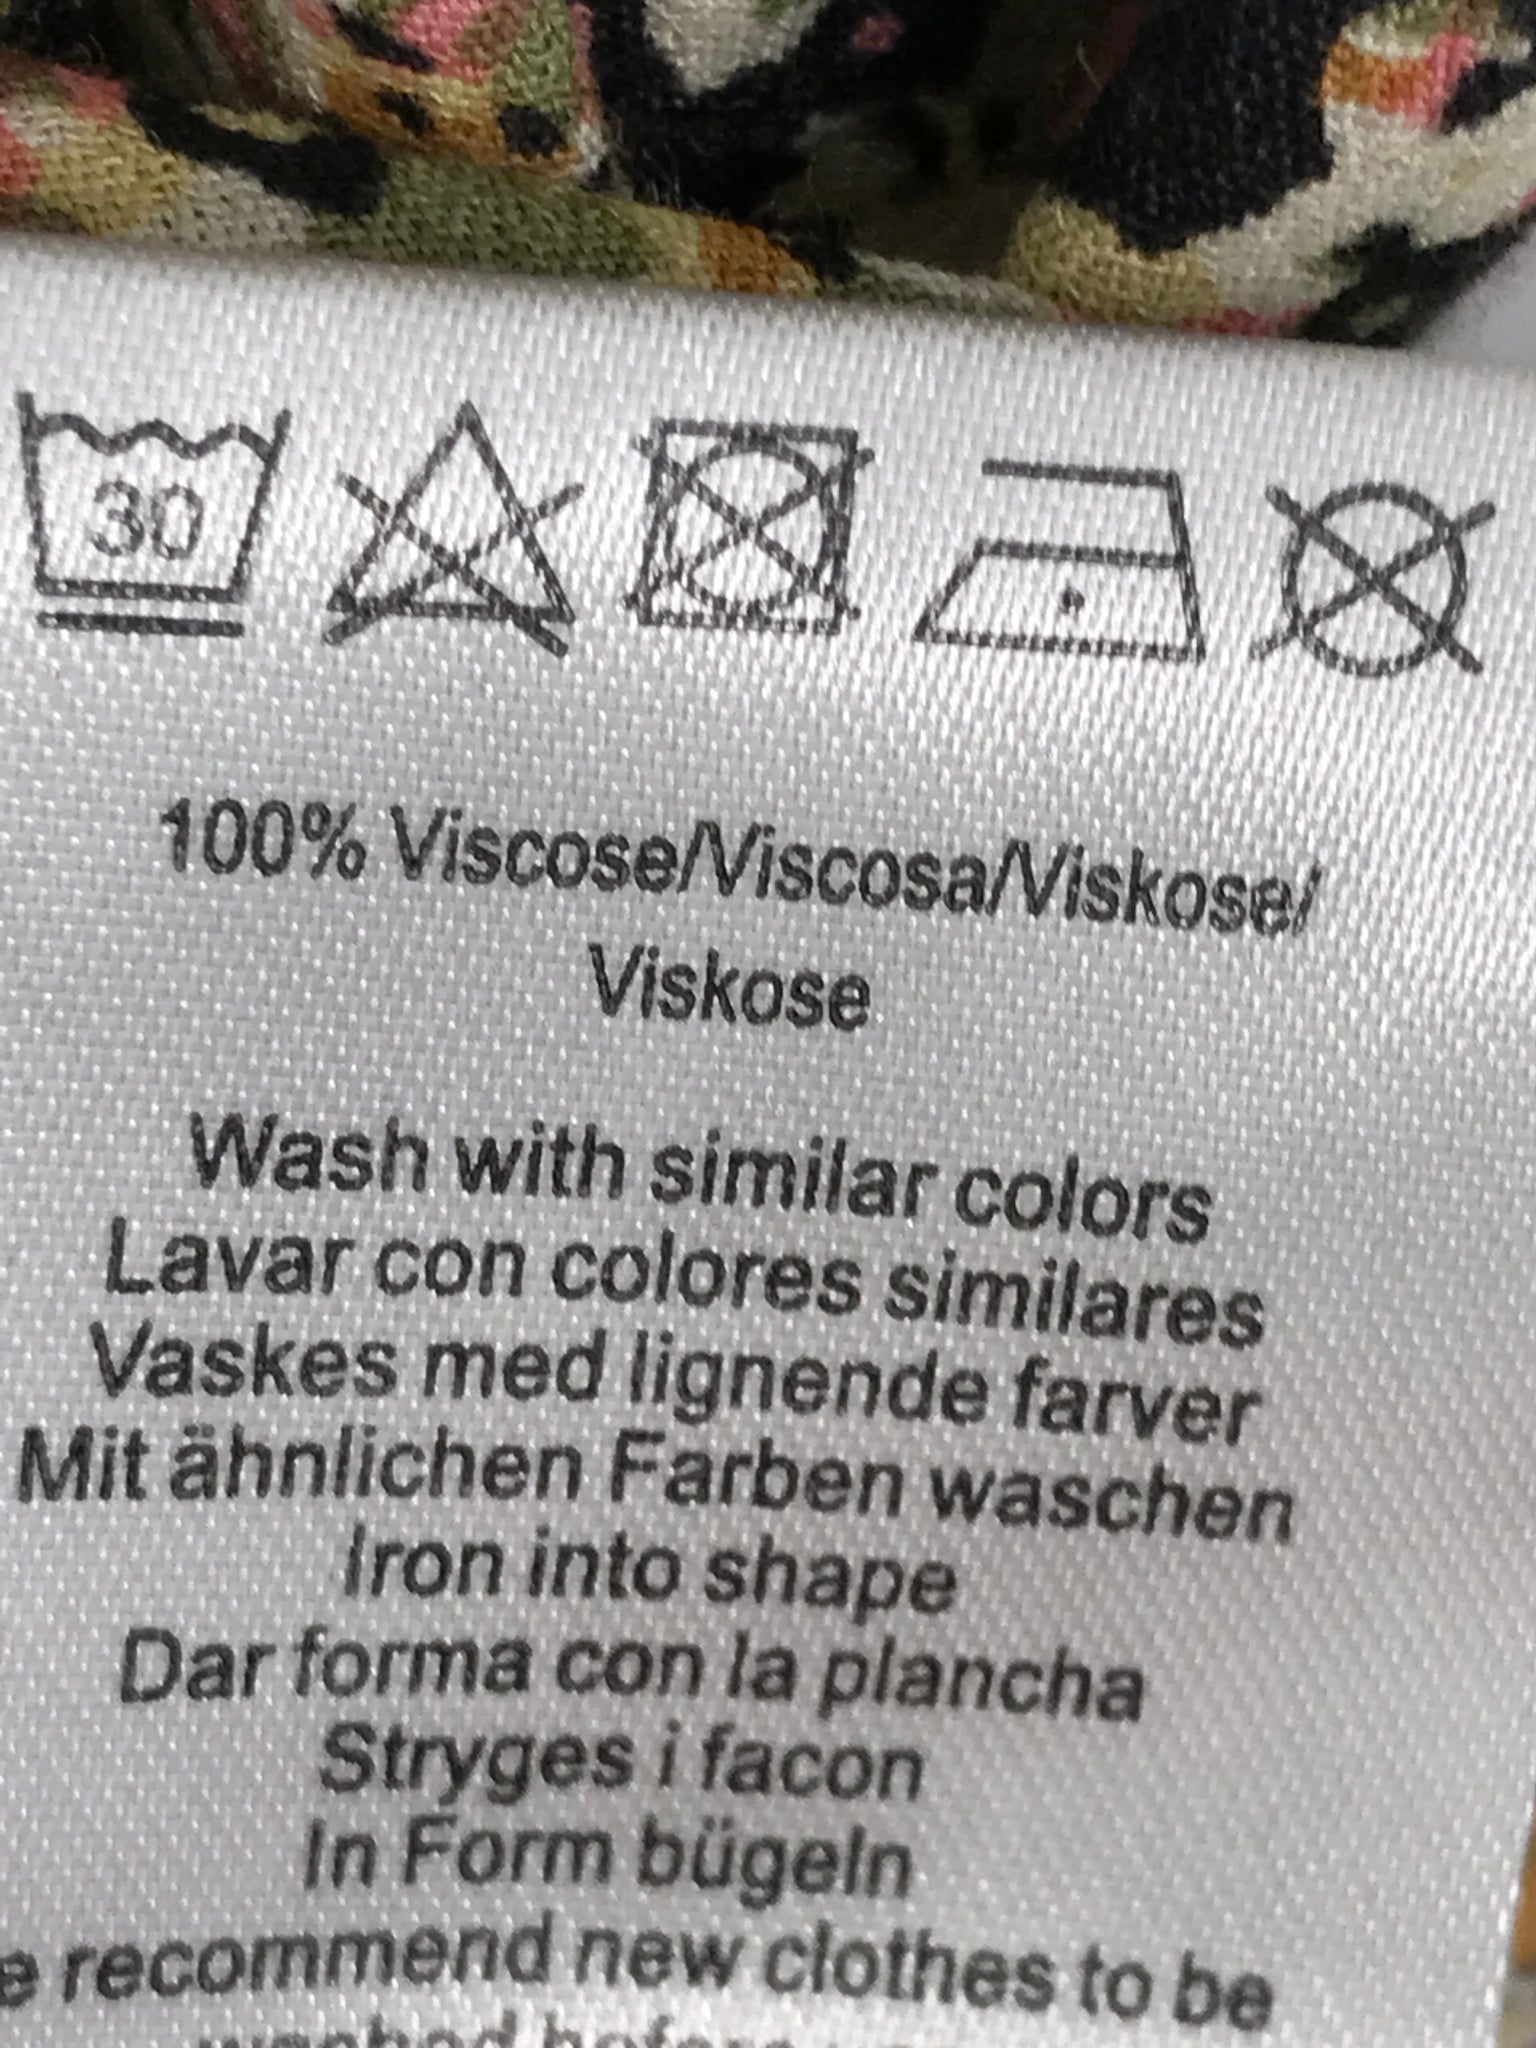 30
100% Viscose/Viscosa/Viskose/
Viskose
Wash with similar colors
Lavar con colores similares
Vaskes med lignende farver
Mit ähnlichen Farben waschen
Iron into shape
Dar forma con la plancha
Stryges i facon
In Form bügeln
e recommend new clothes to be
washed before